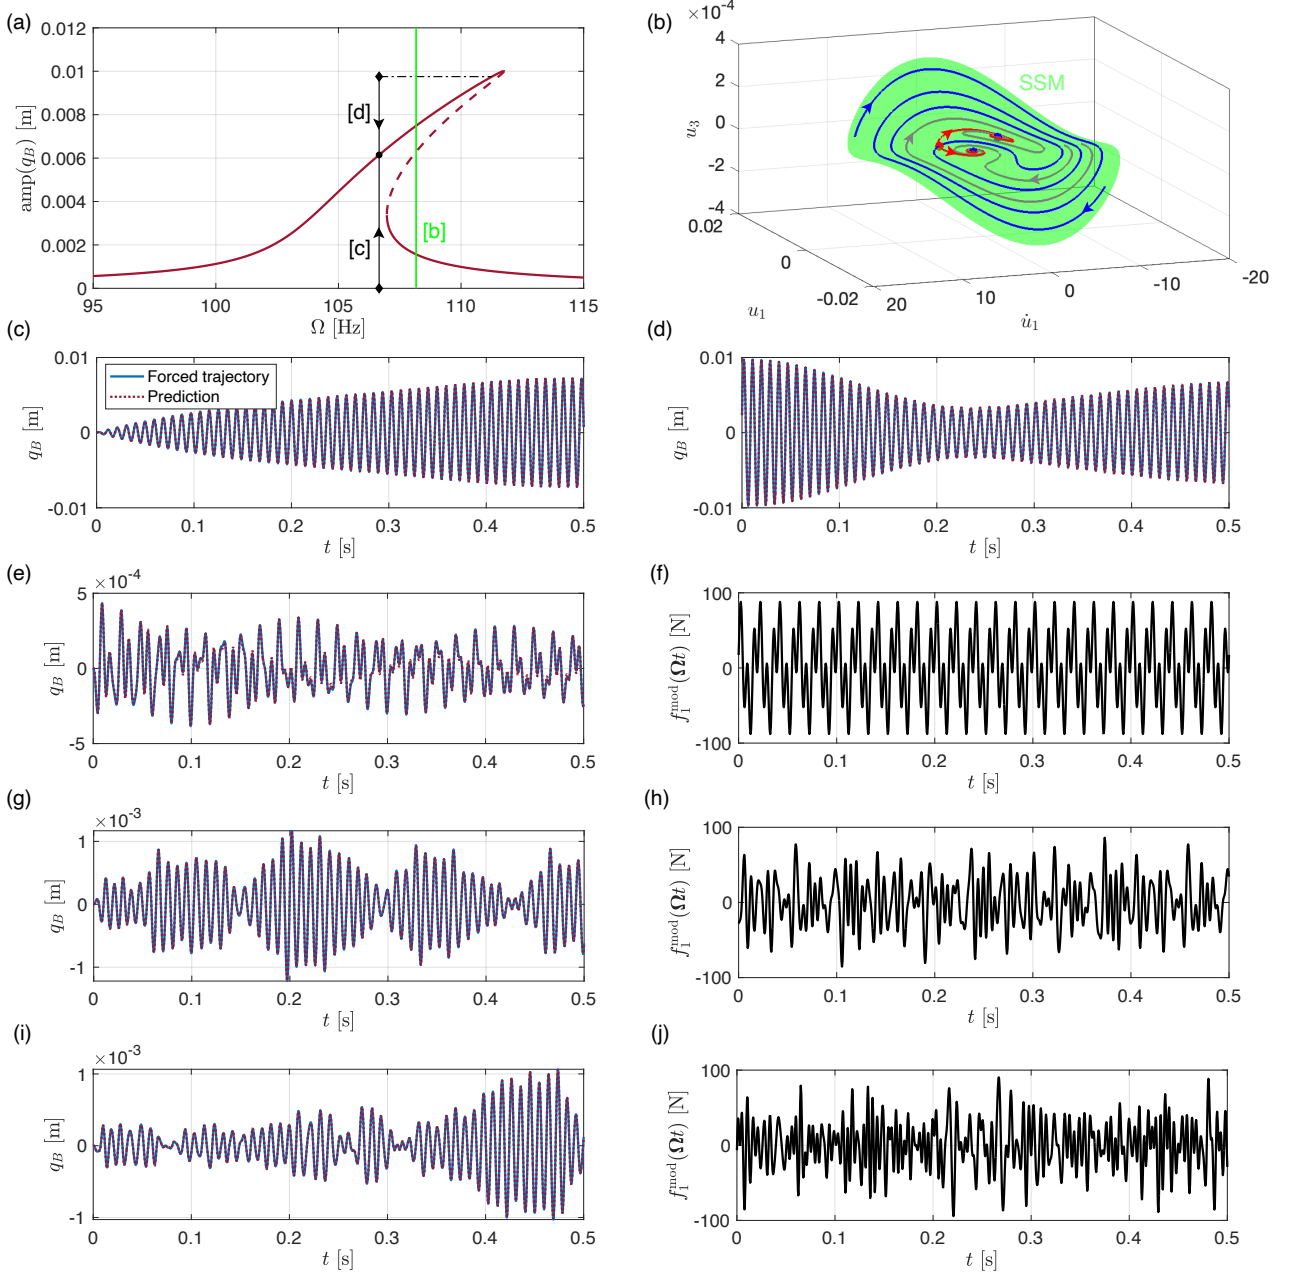 (a)
0.012
0.01
0.008
0.006
0.004
0.002
0
amp(q_B) [m]
[d]
[c]
[b]
95 100 105 110 115
Ω [Hz]
(b)
×10⁻⁴
4
2
0
-2
-4
u₃
SSM
0.02
0
-0.02
u₁
20 10 0 -10 -20
u̇₁
(c)
0.01
0
-0.01
q_B [m]
Forced trajectory
Prediction
0 0.1 0.2 0.3 0.4 0.5
t [s]
(d)
0.01
0
-0.01
q_B [m]
0 0.1 0.2 0.3 0.4 0.5
t [s]
(e)
×10⁻⁴
5
0
-5
q_B [m]
0 0.1 0.2 0.3 0.4 0.5
t [s]
(f)
100
0
-100
f₁^mod(Ωt) [N]
0 0.1 0.2 0.3 0.4 0.5
t [s]
(g)
×10⁻³
1
0
-1
q_B [m]
0 0.1 0.2 0.3 0.4 0.5
t [s]
(h)
100
0
-100
f₁^mod(Ωt) [N]
0 0.1 0.2 0.3 0.4 0.5
t [s]
(i)
×10⁻³
1
0
-1
q_B [m]
0 0.1 0.2 0.3 0.4 0.5
t [s]
(j)
100
0
-100
f₁^mod(Ωt) [N]
0 0.1 0.2 0.3 0.4 0.5
t [s]